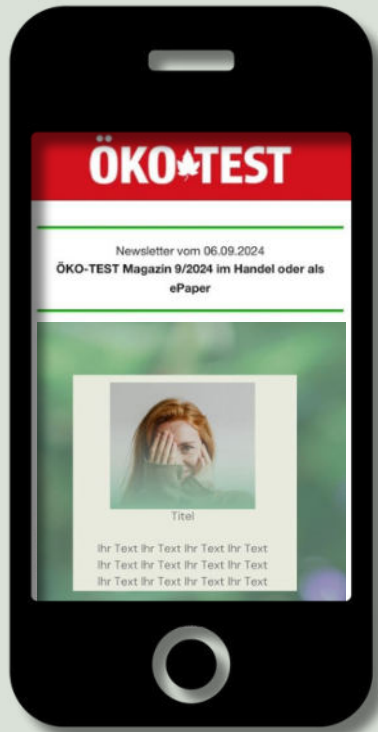 ÖKO TEST
Newsletter vom 06.09.2024
ÖKO-TEST Magazin 9/2024 im Handel oder als
ePaper
Titel
Ihr Text Ihr Text Ihr Text Ihr Text
Ihr Text Ihr Text Ihr Text Ihr Text
Ihr Text Ihr Text Ihr Text Ihr Text